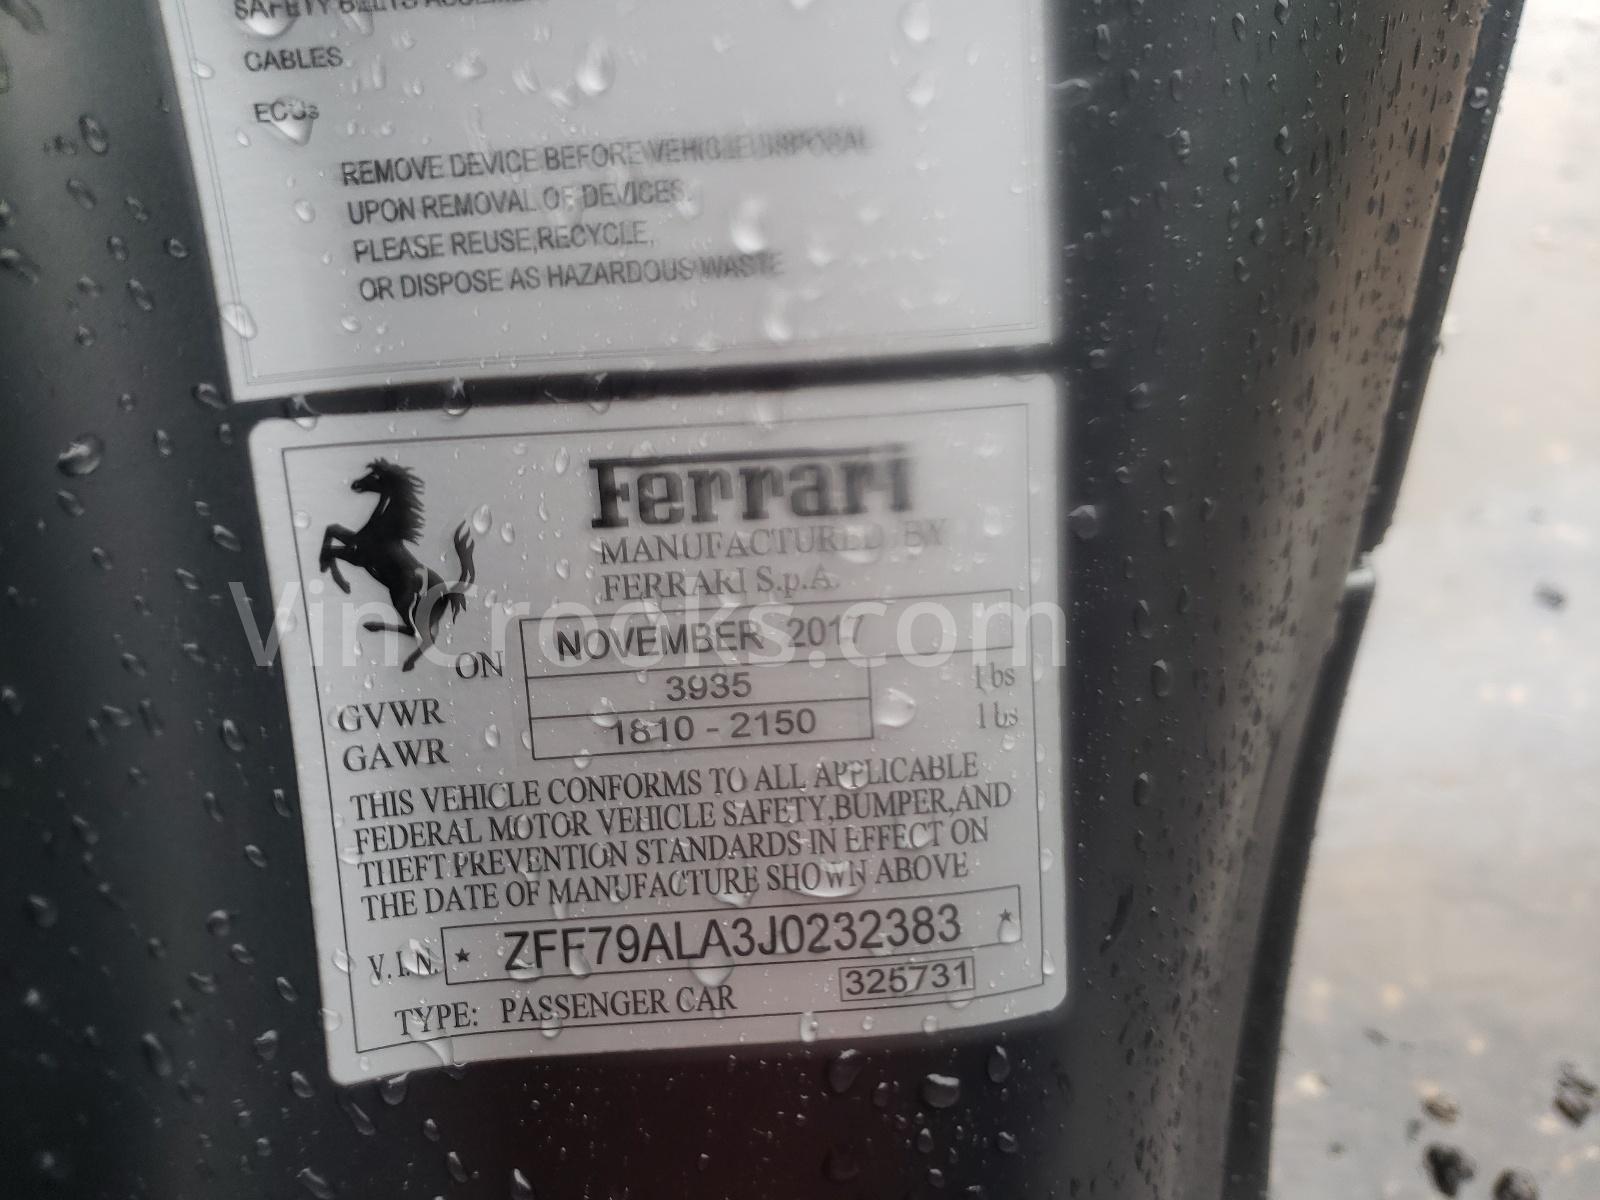 SAFETY BELTS
CABLES
ECUs
REMOVE DEVICE BEFORE VEHICLE DISPOSAL
UPON REMOVAL OF DEVICES,
PLEASE REUSE,RECYCLE,
OR DISPOSE AS HAZARDOUS WASTE
Ferrari
MANUFACTURED BY
FERRARI S.p.A.
VinCrooks.com
ON NOVEMBER 2017
GVWR 3935 lbs
GAWR 1810 - 2150 lbs
THIS VEHICLE CONFORMS TO ALL APPLICABLE
FEDERAL MOTOR VEHICLE SAFETY,BUMPER,AND
THEFT PREVENTION STANDARDS IN EFFECT ON
THE DATE OF MANUFACTURE SHOWN ABOVE
V.I.N. * ZFF79ALA3J0232383 *
TYPE: PASSENGER CAR 325731